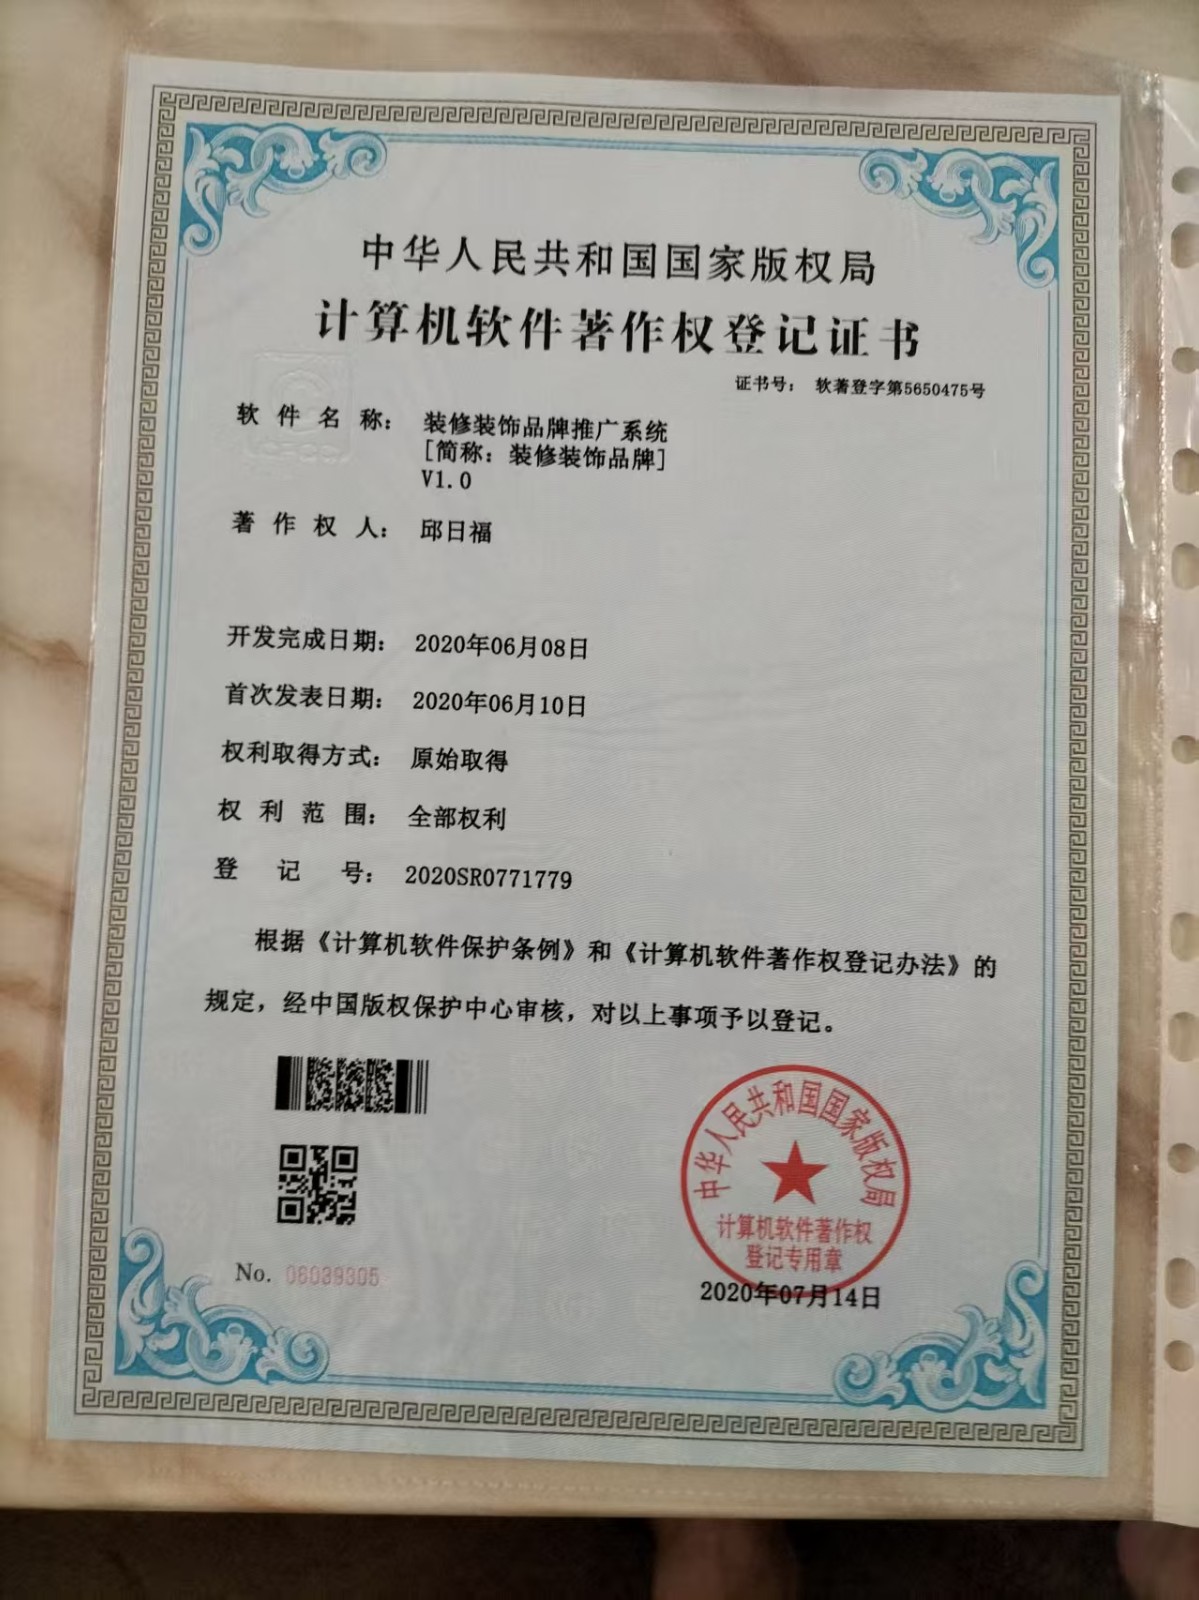 中华人民共和国国家版权局
计算机软件著作权登记证书
证书号： 软著登字第5650475号
软件名称： 装修装饰品牌推广系统
[简称：装修装饰品牌]
V1.0
著作权人： 邱日福
开发完成日期： 2020年06月08日
首次发表日期： 2020年06月10日
权利取得方式： 原始取得
权利范围： 全部权利
登记号： 2020SR0771779
根据《计算机软件保护条例》和《计算机软件著作权登记办法》的
规定，经中国版权保护中心审核，对以上事项予以登记。
中华人民共和国国家版权局
计算机软件著作权
登记专用章
No. 06039305
2020年07月14日